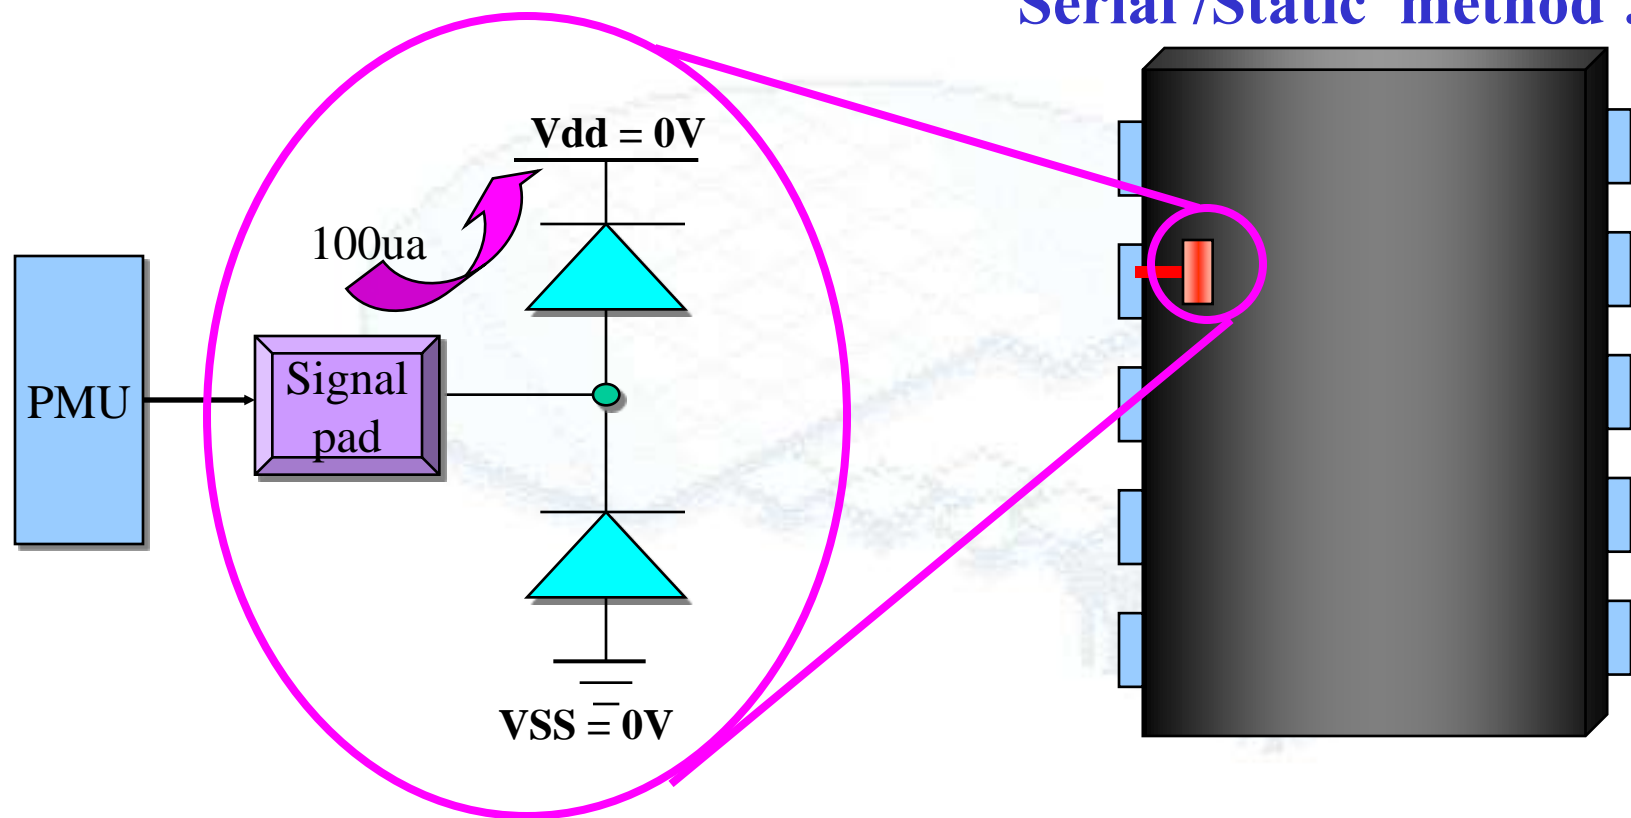 Serial /Static method :
Vdd = 0V
100ua
PMU
Signal
pad
VSS = 0V